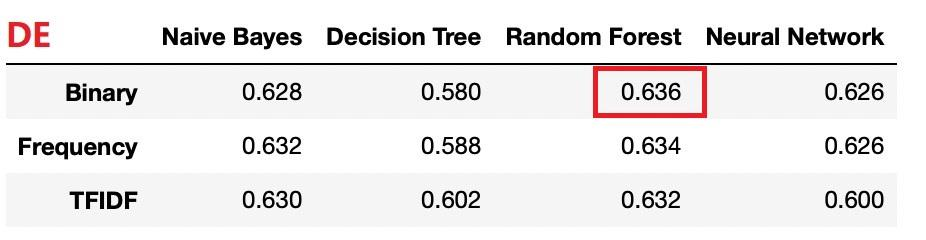 DE Naive Bayes Decision Tree Random Forest Neural Network
Binary 0.628 0.580 0.636 0.626
Frequency 0.632 0.588 0.634 0.626
TFIDF 0.630 0.602 0.632 0.600